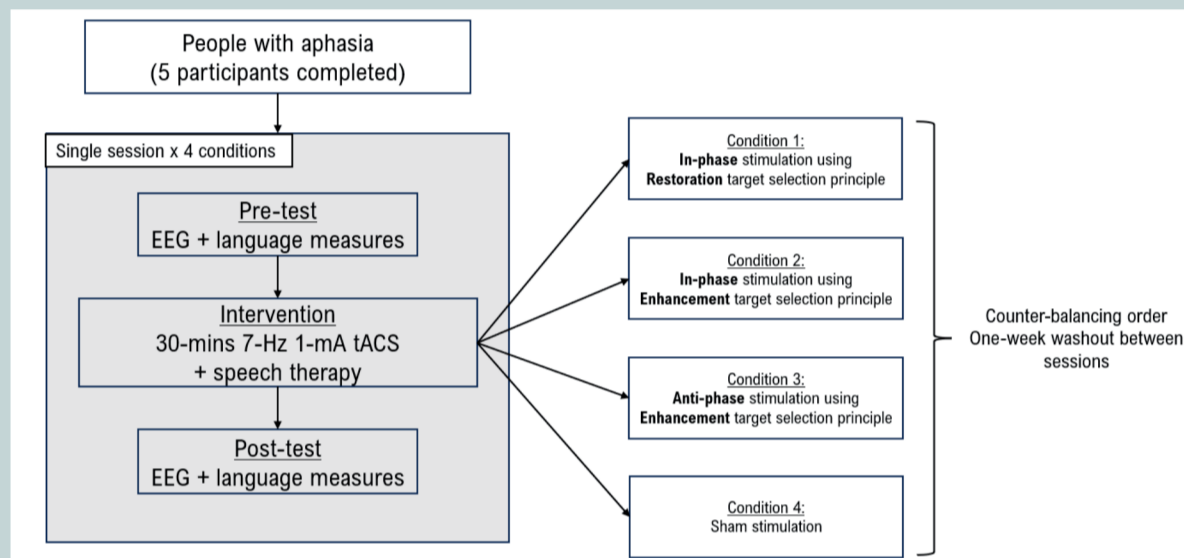 People with aphasia
(5 participants completed)
Single session x 4 conditions
Pre-test
EEG + language measures
Intervention
30-mins 7-Hz 1-mA tACS
+ speech therapy
Post-test
EEG + language measures
Condition 1:
In-phase stimulation using
Restoration target selection principle
Condition 2:
In-phase stimulation using
Enhancement target selection principle
Condition 3:
Anti-phase stimulation using
Enhancement target selection principle
Condition 4:
Sham stimulation
Counter-balancing order
One-week washout between
sessions